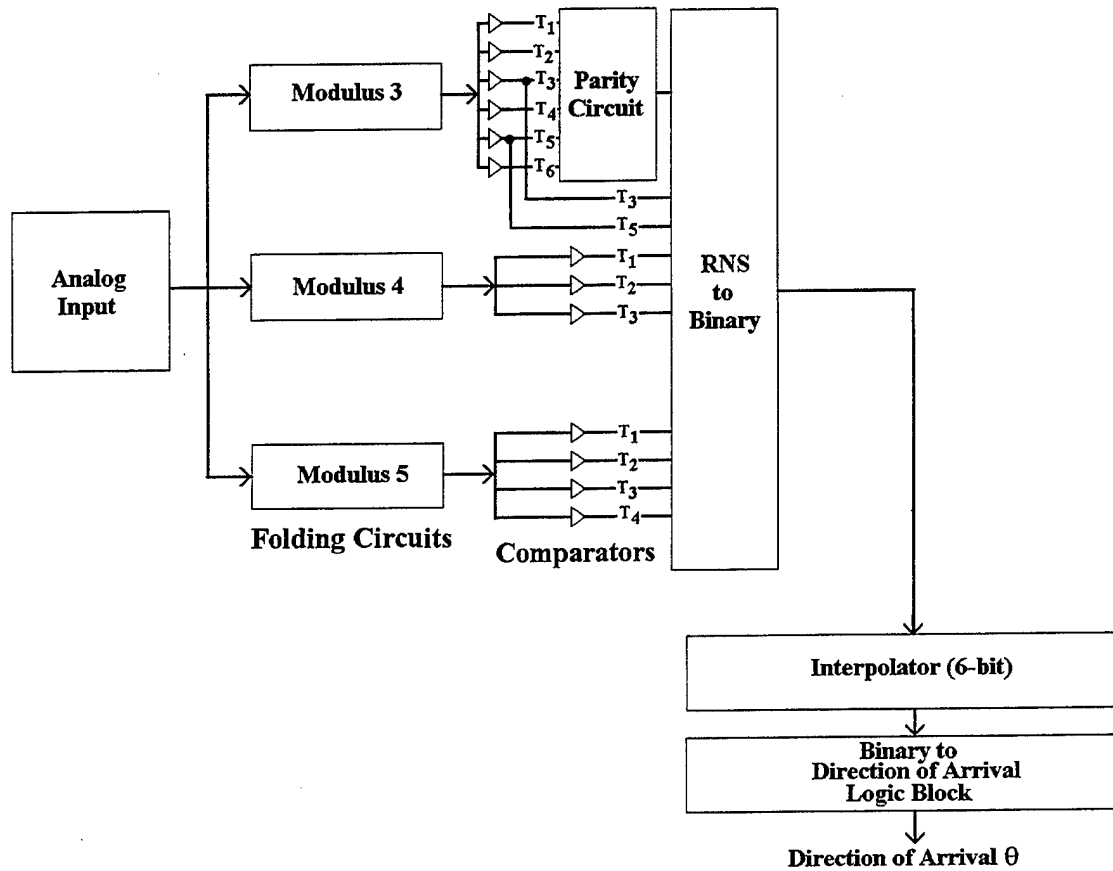 Analog
Input
Modulus 3
Modulus 4
Modulus 5
Folding Circuits
T1
T2
T3
T4
T5
T6
Parity
Circuit
T3
T5
T1
T2
T3
T1
T2
T3
T4
Comparators
RNS
to
Binary
Interpolator (6-bit)
Binary to
Direction of Arrival
Logic Block
Direction of Arrival θ